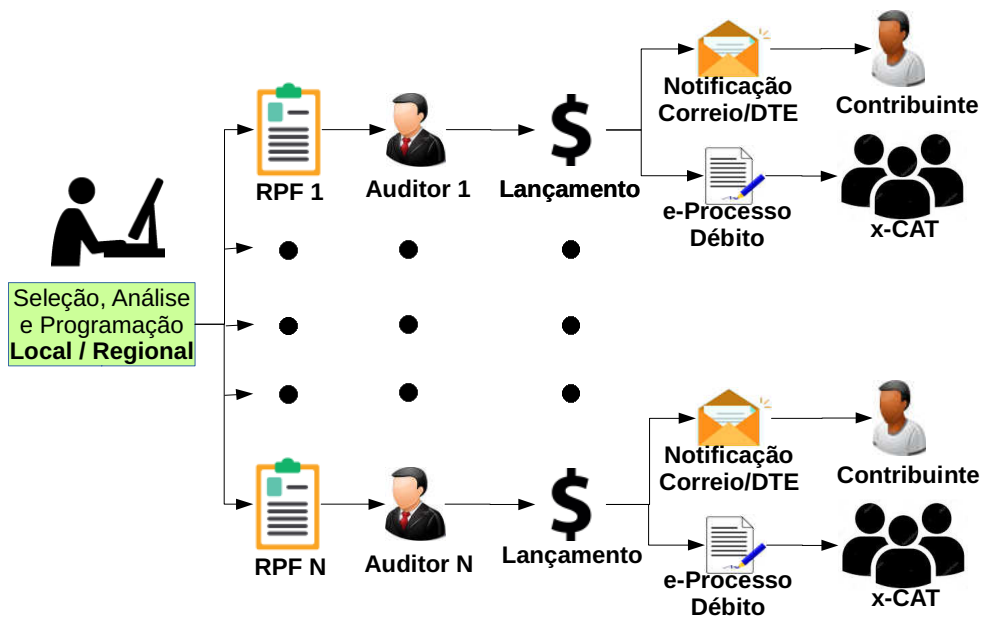 Notificação
Correio/DTE
Contribuinte
RPF 1
Auditor 1
Lançamento
e-Processo
Débito
x-CAT
Seleção, Análise
e Programação
Local / Regional
Notificação
Correio/DTE
Contribuinte
RPF N
Auditor N
Lançamento
e-Processo
Débito
x-CAT